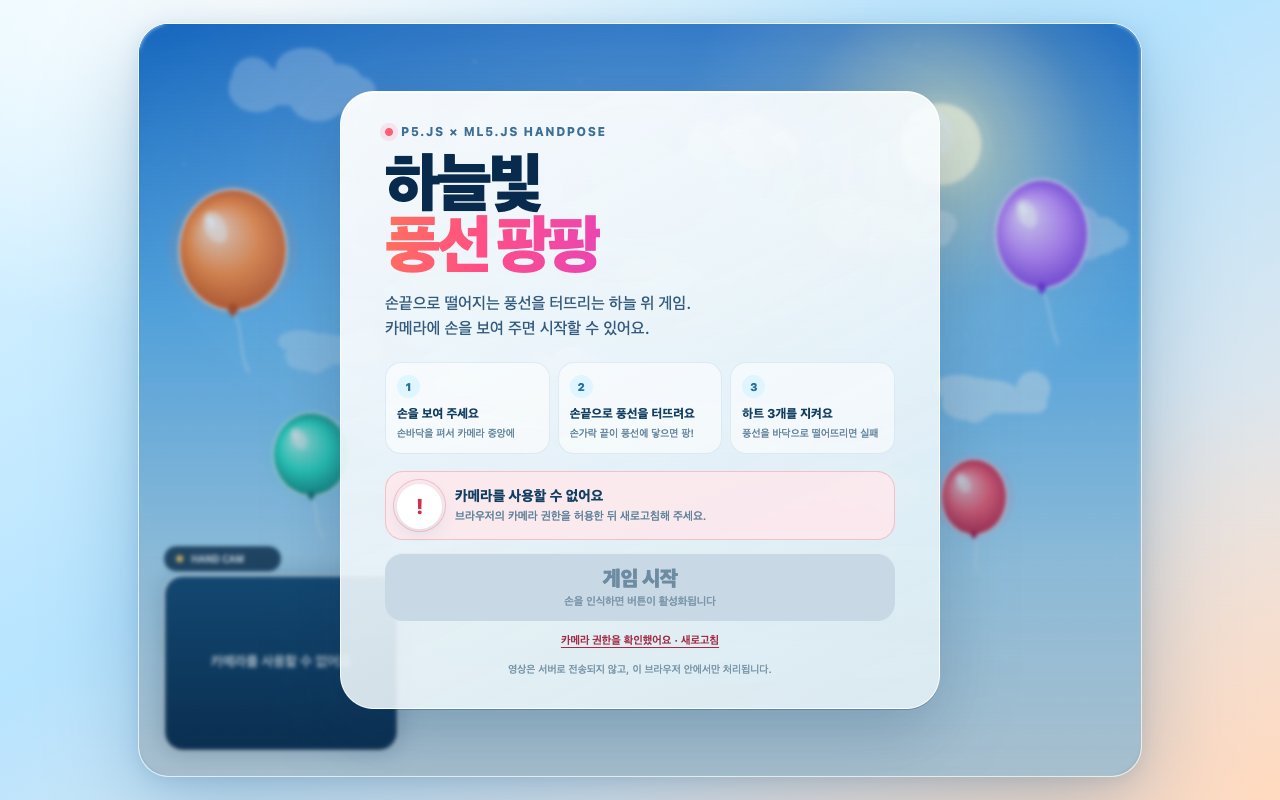 P5.JS × ML5.JS HANDPOSE
하늘빛
풍선 팡팡
손끝으로 떨어지는 풍선을 터뜨리는 하늘 위 게임.
카메라에 손을 보여 주면 시작할 수 있어요.
1
손을 보여 주세요
손바닥을 펴서 카메라 중앙에
2
손끝으로 풍선을 터뜨려요
손가락 끝이 풍선에 닿으면 팡!
3
하트 3개를 지켜요
풍선을 바닥으로 떨어뜨리면 실패
!
카메라를 사용할 수 없어요
브라우저의 카메라 권한을 허용한 뒤 새로고침해 주세요.
게임 시작
손을 인식하면 버튼이 활성화됩니다
카메라 권한을 확인했어요 · 새로고침
영상은 서버로 전송되지 않고, 이 브라우저 안에서만 처리됩니다.
HAND CAM
카메라를 사용할 수 없어